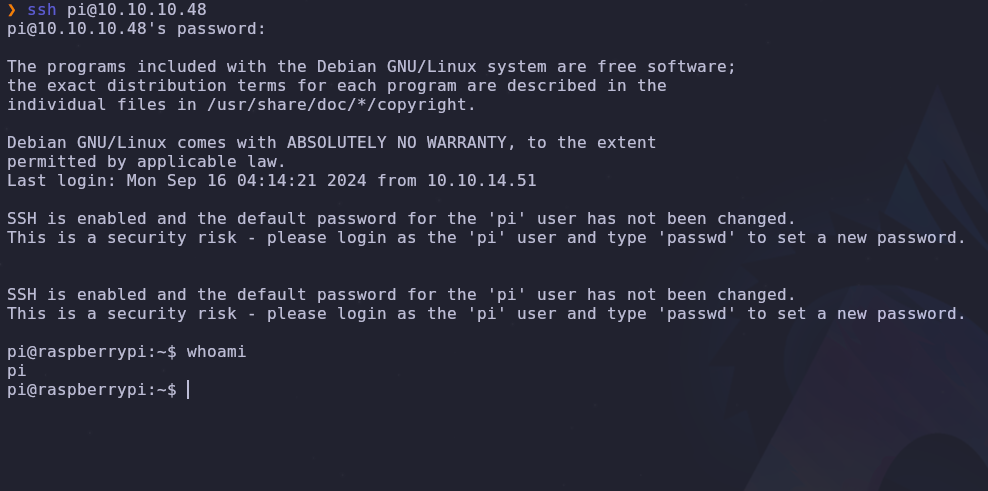 ❯ ssh pi@10.10.10.48
pi@10.10.10.48's password:
The programs included with the Debian GNU/Linux system are free software;
the exact distribution terms for each program are described in the
individual files in /usr/share/doc/*/copyright.
Debian GNU/Linux comes with ABSOLUTELY NO WARRANTY, to the extent
permitted by applicable law.
Last login: Mon Sep 16 04:14:21 2024 from 10.10.14.51
SSH is enabled and the default password for the 'pi' user has not been changed.
This is a security risk - please login as the 'pi' user and type 'passwd' to set a new password.
SSH is enabled and the default password for the 'pi' user has not been changed.
This is a security risk - please login as the 'pi' user and type 'passwd' to set a new password.
pi@raspberrypi:~$ whoami
pi
pi@raspberrypi:~$